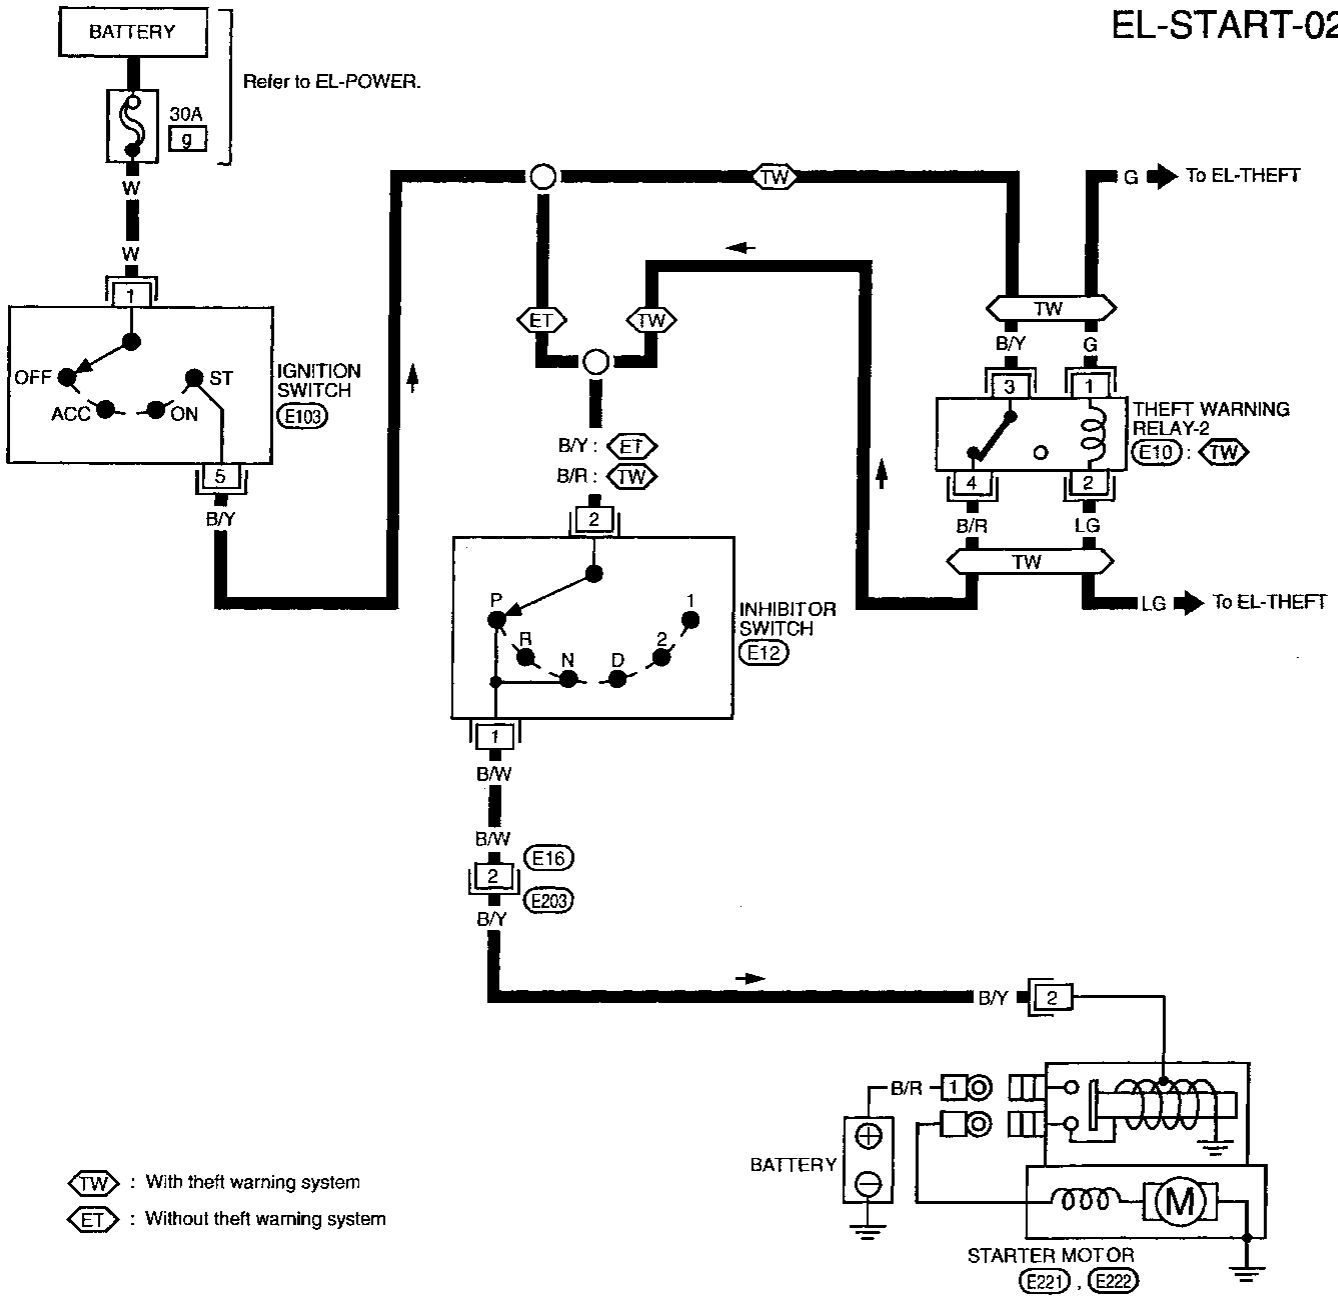 EL-START-02
BATTERY
Refer to EL-POWER.
30A
g
W
W
1
OFF
ACC
ON
ST
IGNITION
SWITCH
E103
5
B/Y
TW
G
To EL-THEFT
ET
TW
TW
B/Y
G
3
1
THEFT WARNING
RELAY-2
E10 : TW
4
2
B/R
LG
TW
LG
To EL-THEFT
B/Y : ET
B/R : TW
2
P
R
N
D
2
1
INHIBITOR
SWITCH
E12
1
B/W
B/W
E16
2
E203
B/Y
B/Y
2
B/R
1
BATTERY
M
STARTER MOTOR
E221 , E222
TW : With theft warning system
ET : Without theft warning system